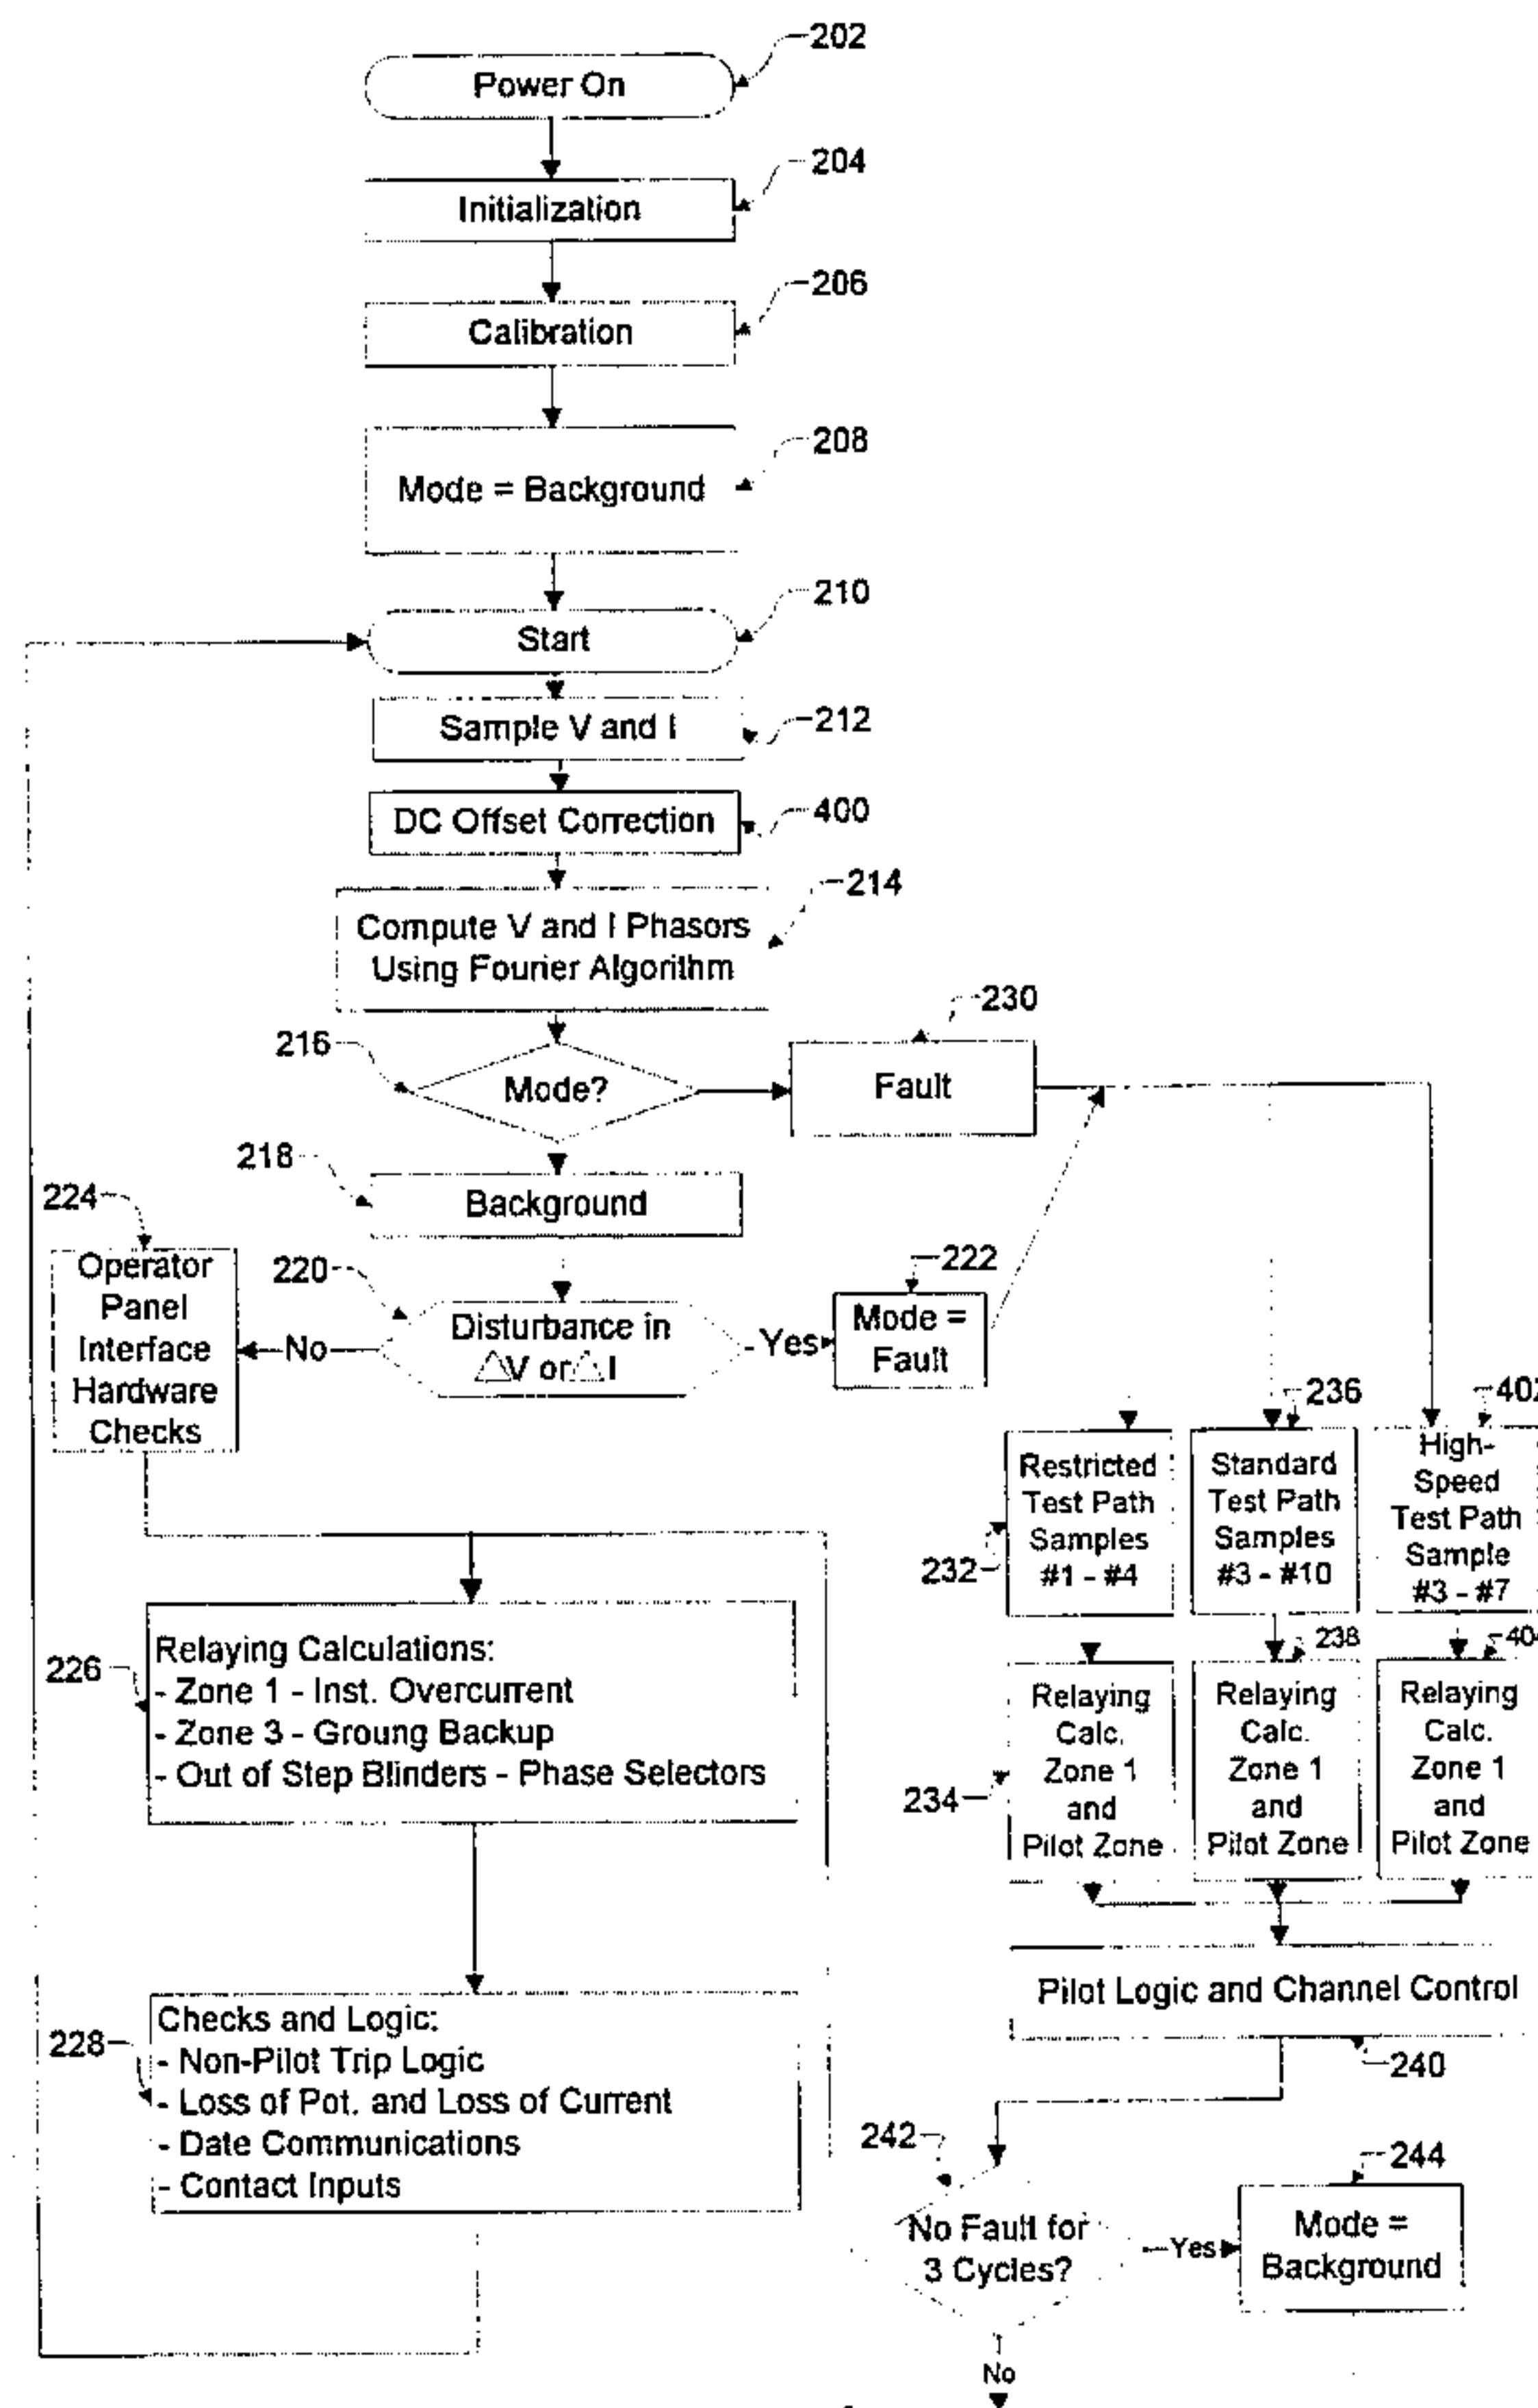 202
Power On
204
Initialization
206
Calibration
208
Mode = Background
210
Start
Sample V and I
212
DC Offset Correction
400
214
Compute V and I Phasors
Using Fourier Algorithm
230
216
Mode?
Fault
218
Background
224
Operator
Panel
Interface
Hardware
Checks
220
Disturbance in
△V or △I
No
Yes
222
Mode =
Fault
232
Restricted
Test Path
Samples
#1 - #4
236
Standard
Test Path
Samples
#3 - #10
402
High-
Speed
Test Path
Sample
#3 - #7
226
Relaying Calculations:
- Zone 1 - Inst. Overcurrent
- Zone 3 - Groung Backup
- Out of Step Blinders - Phase Selectors
234
Relaying
Calc.
Zone 1
and
Pilot Zone
238
Relaying
Calc.
Zone 1
and
Pilot Zone
404
Relaying
Calc.
Zone 1
and
Pilot Zone
Pilot Logic and Channel Control
240
228
Checks and Logic:
- Non-Pilot Trip Logic
- Loss of Pot. and Loss of Current
- Date Communications
- Contact Inputs
242
No Fault for
3 Cycles?
Yes
244
Mode =
Background
No